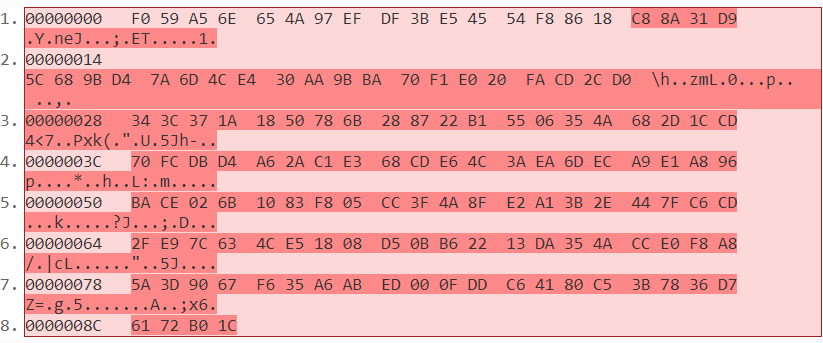 1. 00000000 F0 59 A5 6E 65 4A 97 EF DF 3B E5 45 54 F8 86 18 C8 8A 31 D9
.Y.neJ...;.ET.....1.
2. 00000014
5C 68 9B D4 7A 6D 4C E4 30 AA 9B BA 70 F1 E0 20 FA CD 2C D0 \h..zmL.0...p..
..,.
3. 00000028 34 3C 37 1A 18 50 78 6B 28 87 22 B1 55 06 35 4A 68 2D 1C CD
4<7..Pxk(.".U.5Jh-..
4. 0000003C 70 FC DB D4 A6 2A C1 E3 68 CD E6 4C 3A EA 6D EC A9 E1 A8 96
p....*..h..L:.m.....
5. 00000050 BA CE 02 6B 10 83 F8 05 CC 3F 4A 8F E2 A1 3B 2E 44 7F C6 CD
...k.....?J...;.D...
6. 00000064 2F E9 7C 63 4C E5 18 08 D5 0B B6 22 13 DA 35 4A CC E0 F8 A8
/.|cL......"..5J....
7. 00000078 5A 3D 90 67 F6 35 A6 AB ED 00 0F DD C6 41 80 C5 3B 78 36 D7
Z=.g.5.......A..;x6.
8. 0000008C 61 72 B0 1C